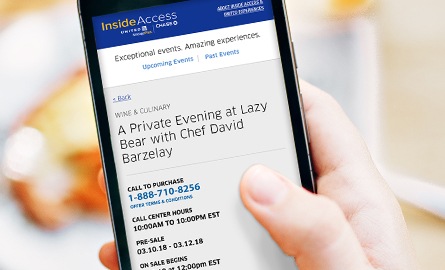 InsideAccess
UNITED
CHASE
ABOUT INSIDE ACCESS &
UNITED EXPERIENCES
Exceptional events. Amazing experiences.
Upcoming Events | Past Events
< Back
WINE & CULINARY
A Private Evening at Lazy
Bear with Chef David
Barzelay
CALL TO PURCHASE
1-888-710-8256
OFFER TERMS & CONDITIONS
CALL CENTER HOURS
10:00AM TO 10:00PM EST
PRE-SALE
03.10.18 - 03.12.18
ON SALE BEGINS
at 12:00pm EST